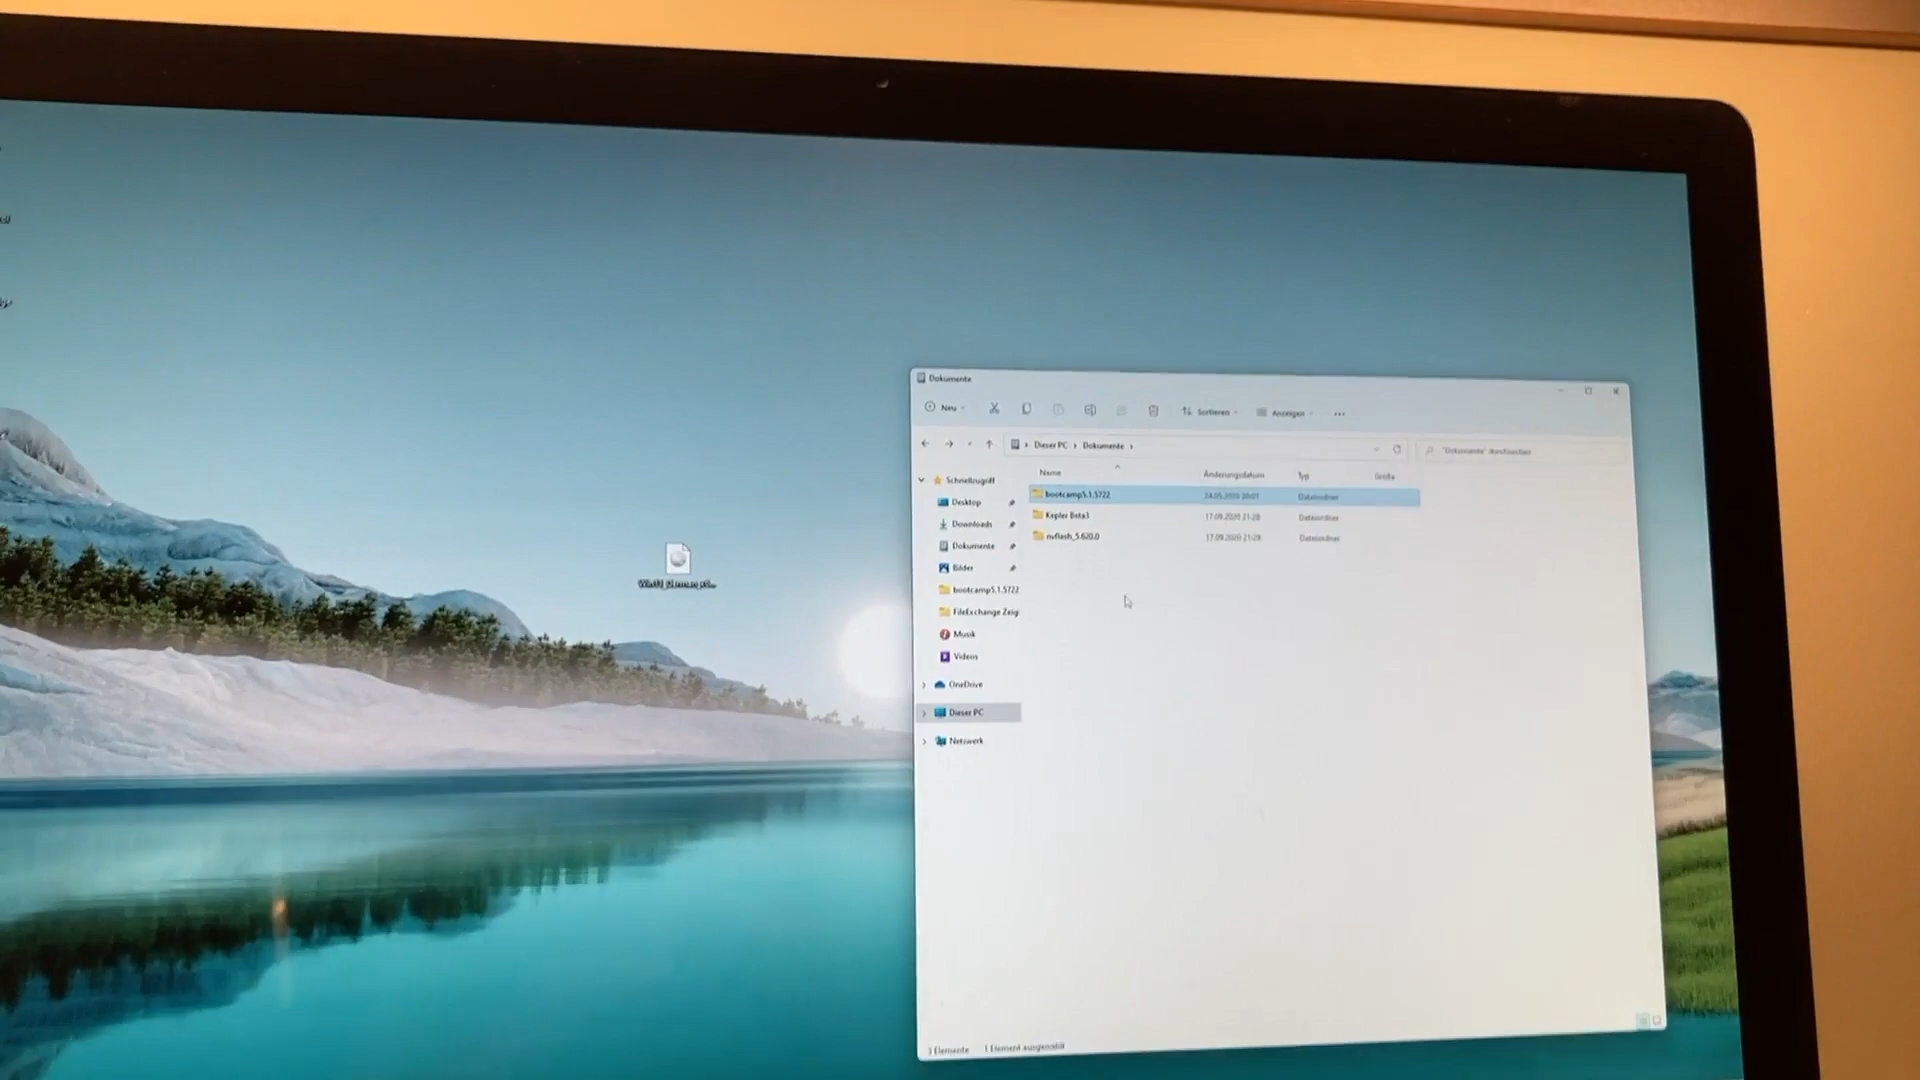 Dokumente
Neu
Sortieren
Anzeigen
Dieser PC › Dokumente ›
"Dokumente" durchsuchen
Name Änderungsdatum Typ Größe
bootcamp5.1.5722 24.05.2020 20:01 Dateiordner
Kepler Beta3 17.09.2020 21:28 Dateiordner
nvflash_5.620.0 17.09.2020 21:29 Dateiordner
Schnellzugriff
Desktop
Downloads
Dokumente
Bilder
bootcamp5.1.5722
FileExchange Zeig
Musik
Videos
OneDrive
Dieser PC
Netzwerk
3 Elemente 1 Element ausgewählt